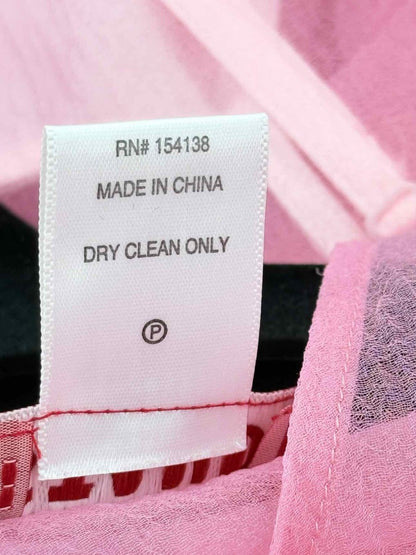 RN# 154138
MADE IN CHINA
DRY CLEAN ONLY
P